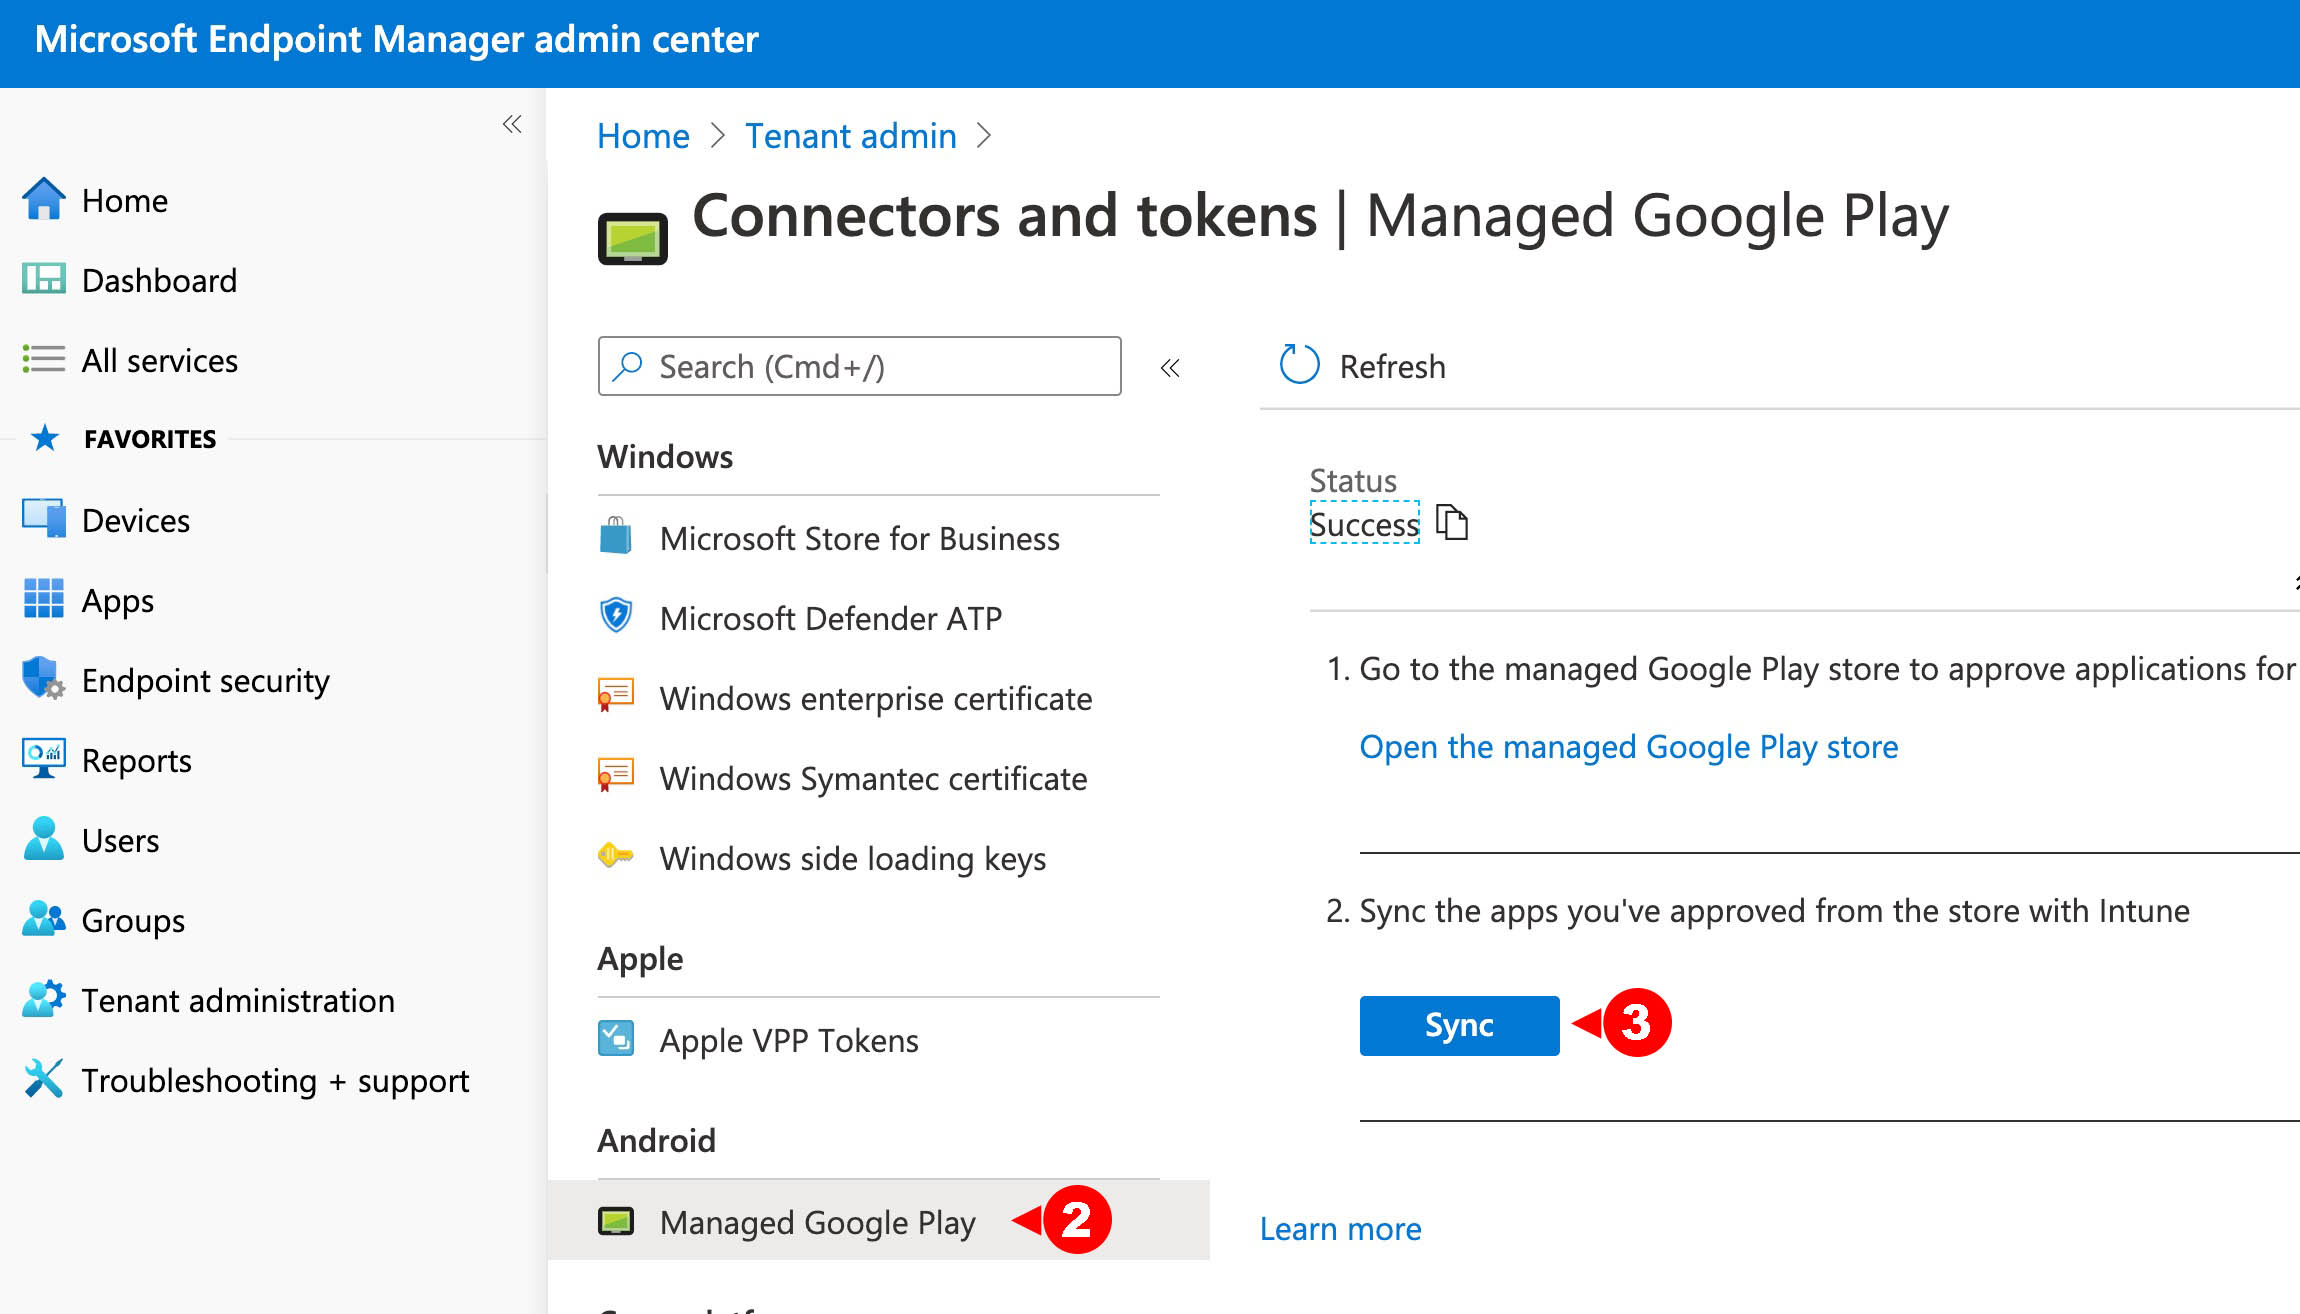 Microsoft Endpoint Manager admin center
Home
Dashboard
All services
FAVORITES
Devices
Apps
Endpoint security
Reports
Users
Groups
Tenant administration
Troubleshooting + support
Home > Tenant admin >
Connectors and tokens | Managed Google Play
Search (Cmd+/)
Windows
Microsoft Store for Business
Microsoft Defender ATP
Windows enterprise certificate
Windows Symantec certificate
Windows side loading keys
Apple
Apple VPP Tokens
Android
Managed Google Play
2
Refresh
Status
Success
1. Go to the managed Google Play store to approve applications for
Open the managed Google Play store
2. Sync the apps you've approved from the store with Intune
Sync
3
Learn more